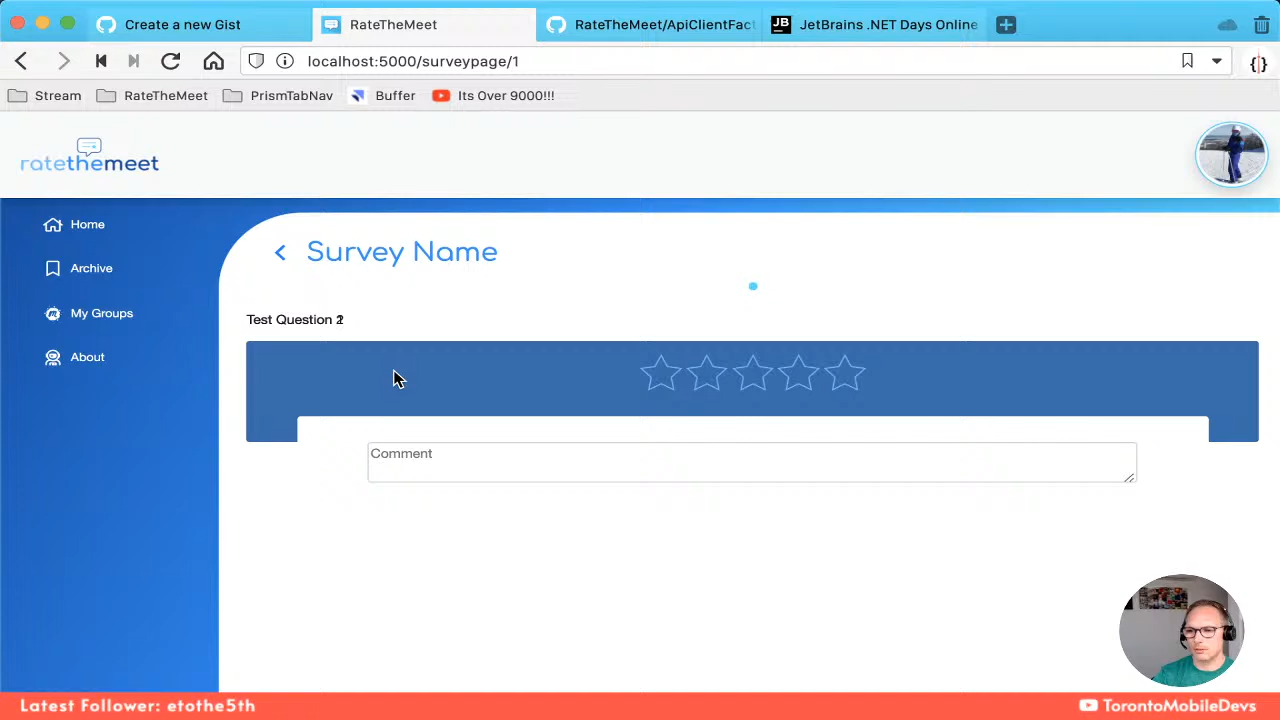 Create a new Gist
RateTheMeet
RateTheMeet/ApiClientFact
JetBrains .NET Days Online
localhost:5000/surveypage/1
Stream
RateTheMeet
PrismTabNav
Buffer
Its Over 9000!!!
ratethemeet
Home
Archive
My Groups
About
Survey Name
Test Question
Comment
Latest Follower: etothe5th
TorontoMobileDevs